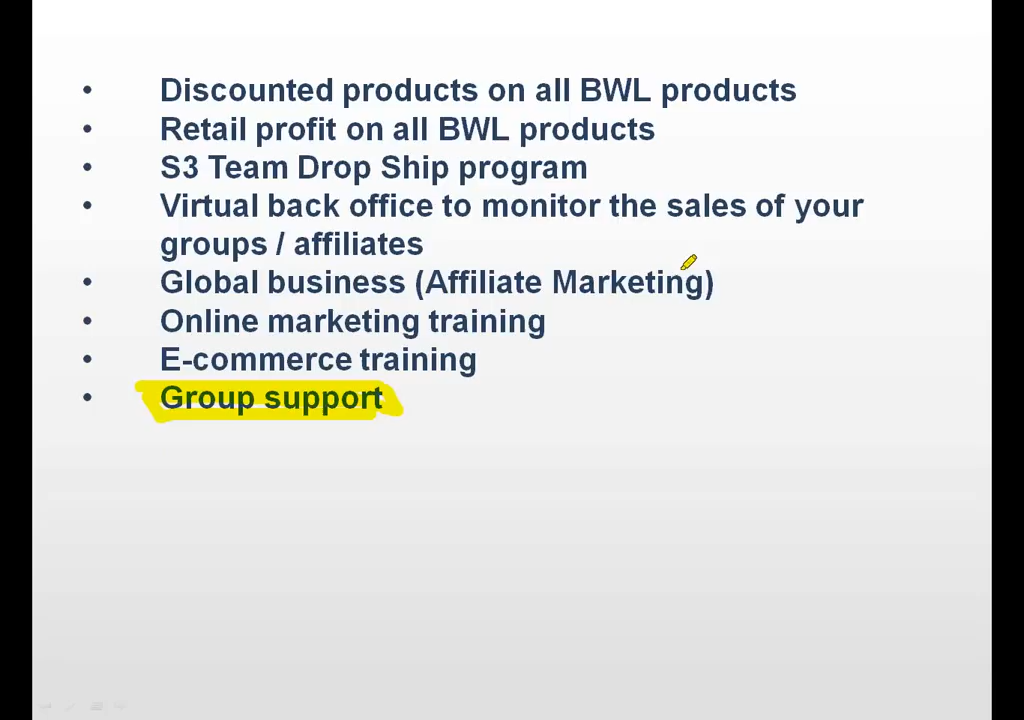 • Discounted products on all BWL products
• Retail profit on all BWL products
• S3 Team Drop Ship program
• Virtual back office to monitor the sales of your
groups / affiliates
• Global business (Affiliate Marketing)
• Online marketing training
• E-commerce training
• Group support